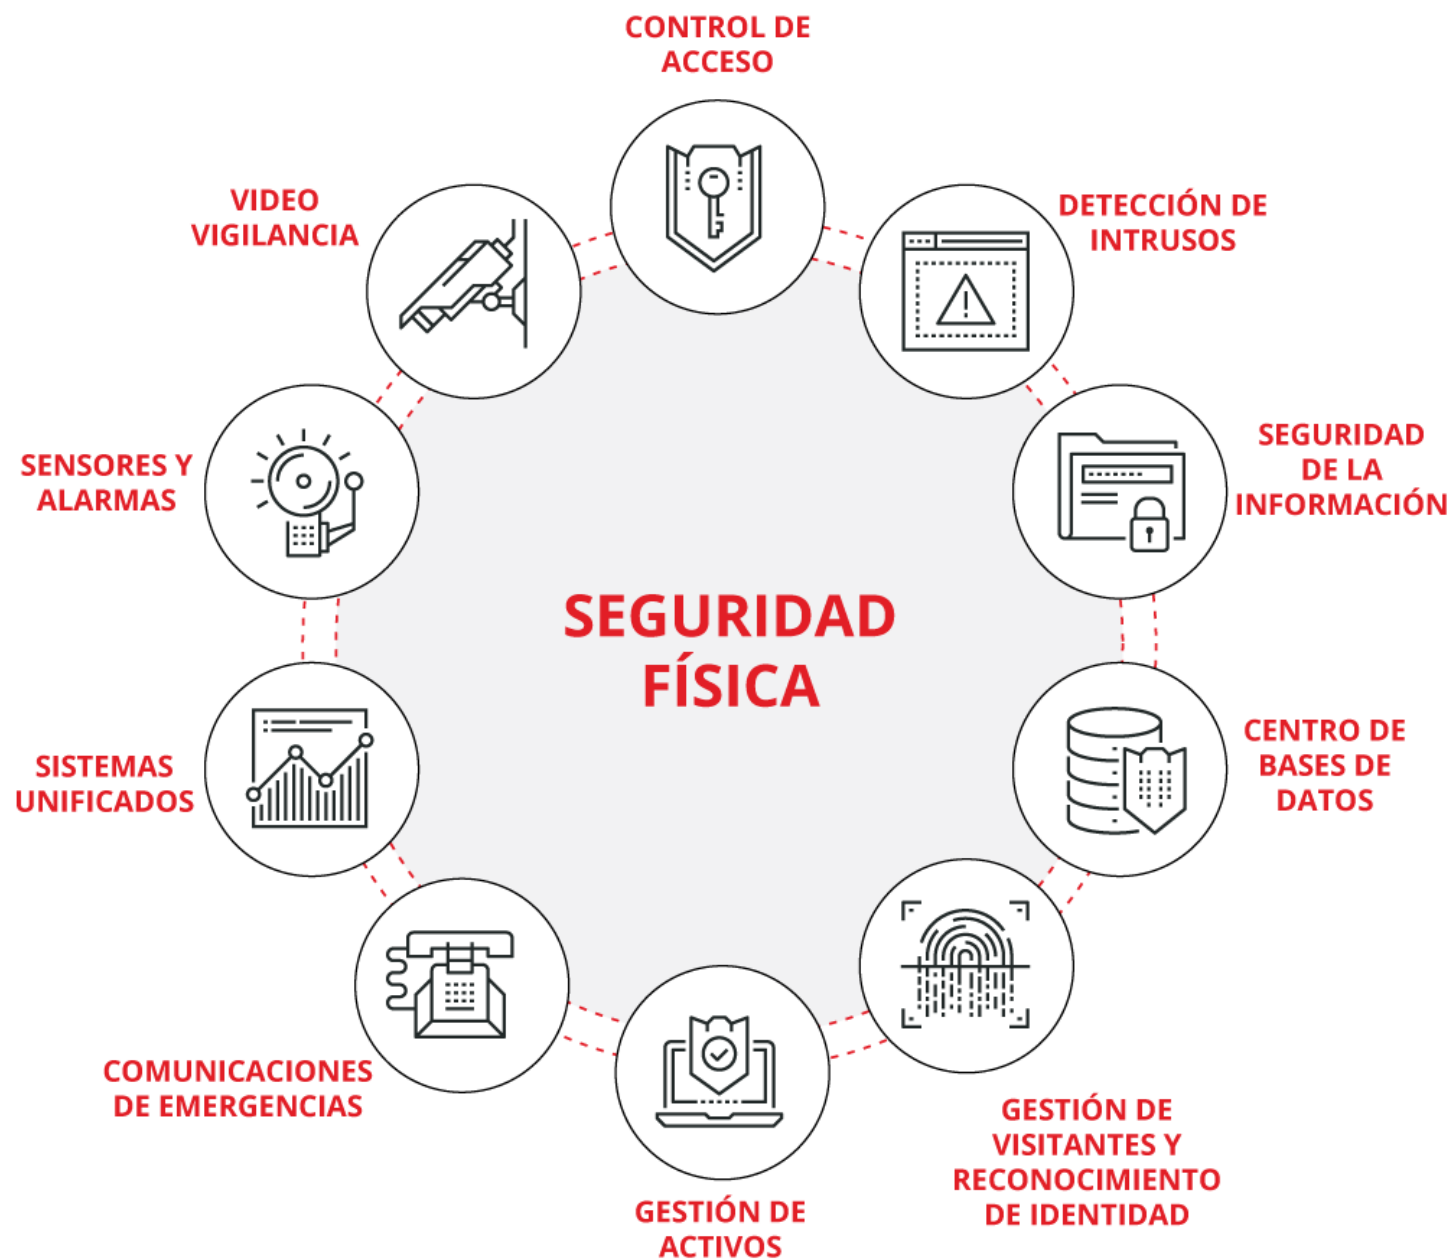 CONTROL DE
ACCESO
DETECCIÓN DE
INTRUSOS
SEGURIDAD
DE LA
INFORMACIÓN
CENTRO DE
BASES DE
DATOS
GESTIÓN DE
VISITANTES Y
RECONOCIMIENTO
DE IDENTIDAD
GESTIÓN DE
ACTIVOS
COMUNICACIONES
DE EMERGENCIAS
SISTEMAS
UNIFICADOS
SENSORES Y
ALARMAS
VIDEO
VIGILANCIA
SEGURIDAD
FÍSICA